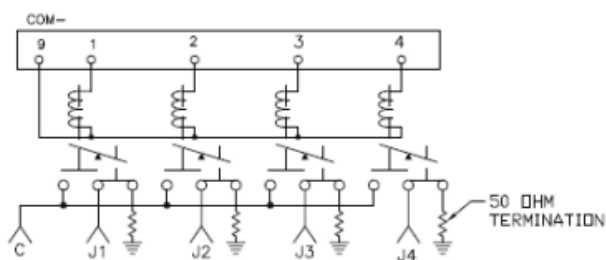 COM-
9 1 2 3 4
50 OHM
TERMINATION
C J1 J2 J3 J4